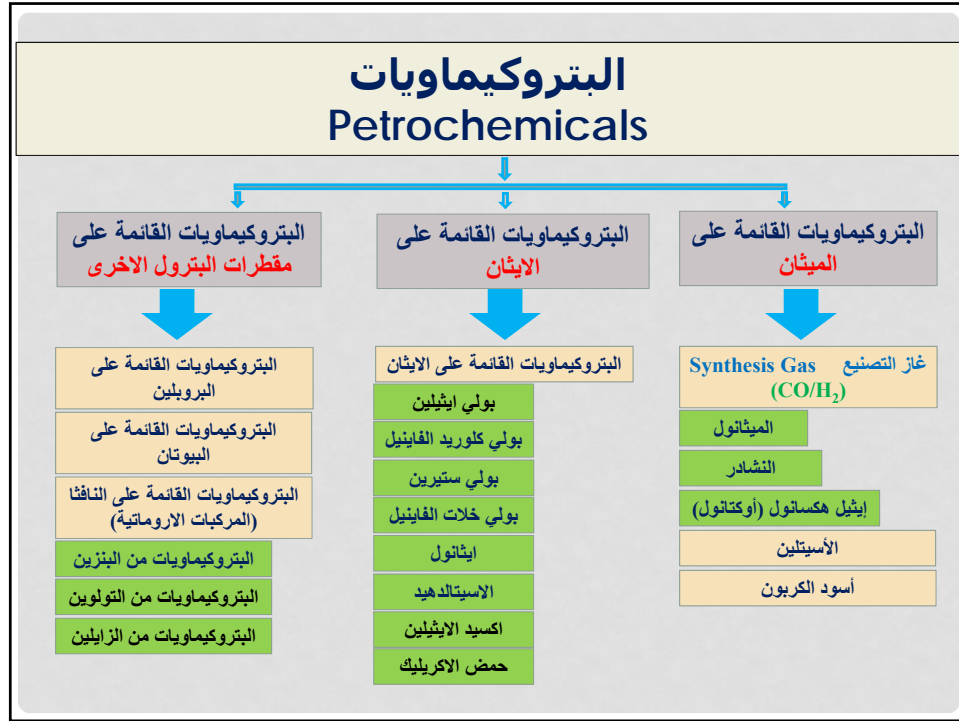 البتروكيماويات
Petrochemicals
البتروكيماويات القائمة على
الميثان
غاز التصنيع Synthesis Gas
(CO/H₂)
الميثانول
النشادر
إيثيل هكسانول (أوكتانول)
الأسيتلين
أسود الكربون
البتروكيماويات القائمة على
الايثان
البتروكيماويات القائمة على الايثان
بولي ايثيلين
بولي كلوريد الفاينيل
بولي ستيرين
بولي خلات الفاينيل
ايثانول
الاسيتالدهيد
اكسيد الايثيلين
حمض الاكريليك
البتروكيماويات القائمة على
مقطرات البترول الاخرى
البتروكيماويات القائمة على
البروبلين
البتروكيماويات القائمة على
البيوتان
البتروكيماويات القائمة على النافثا
(المركبات الاروماتية)
البتروكيماويات من البنزين
البتروكيماويات من التولوين
البتروكيماويات من الزايلين